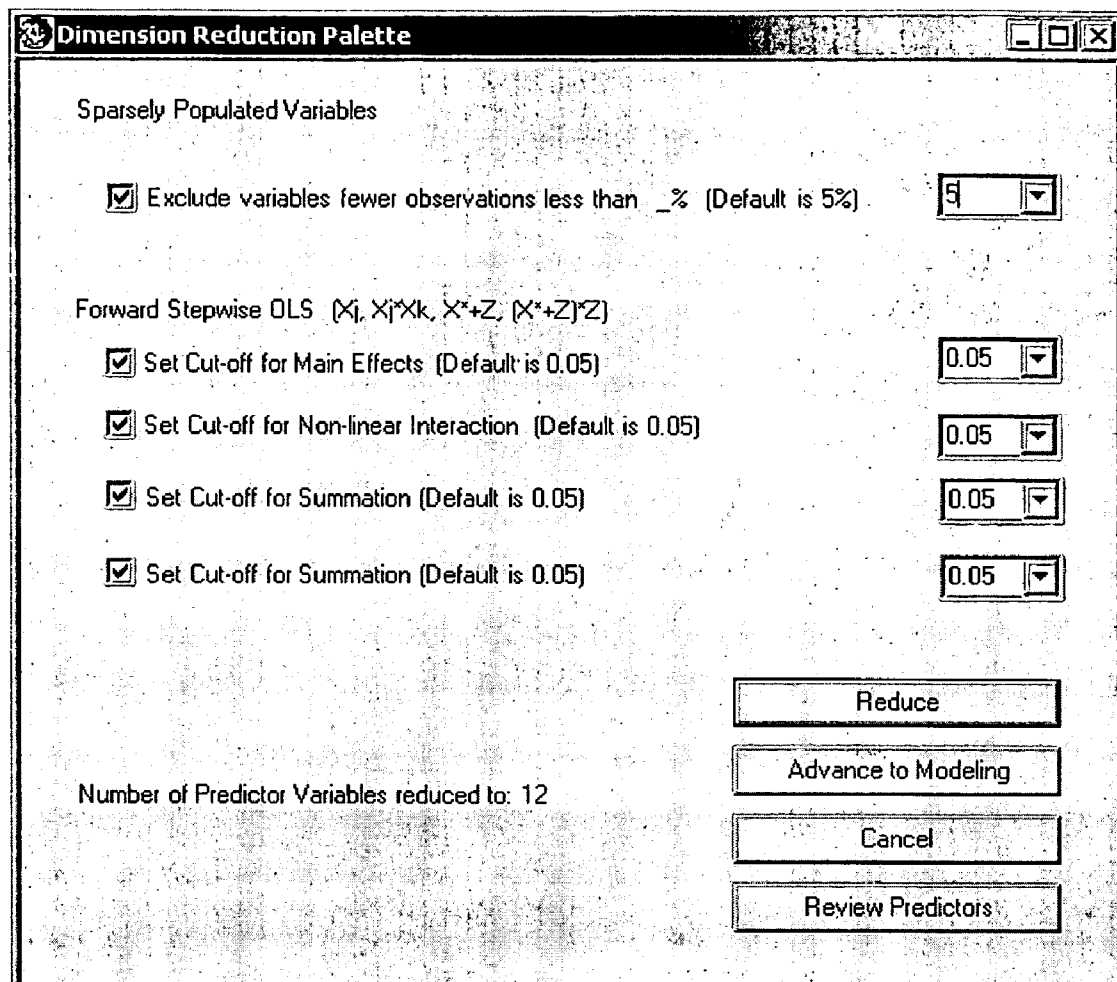 Dimension Reduction Palette
Sparsely Populated Variables
Exclude variables fewer observations less than _% (Default is 5%)
5
Forward Stepwise OLS (Xj, Xj*Xk, X*+Z, (X*+Z)*Z)
Set Cut-off for Main Effects (Default is 0.05)
0.05
Set Cut-off for Non-linear Interaction (Default is 0.05)
0.05
Set Cut-off for Summation (Default is 0.05)
0.05
Set Cut-off for Summation (Default is 0.05)
0.05
Reduce
Advance to Modeling
Number of Predictor Variables reduced to: 12
Cancel
Review Predictors